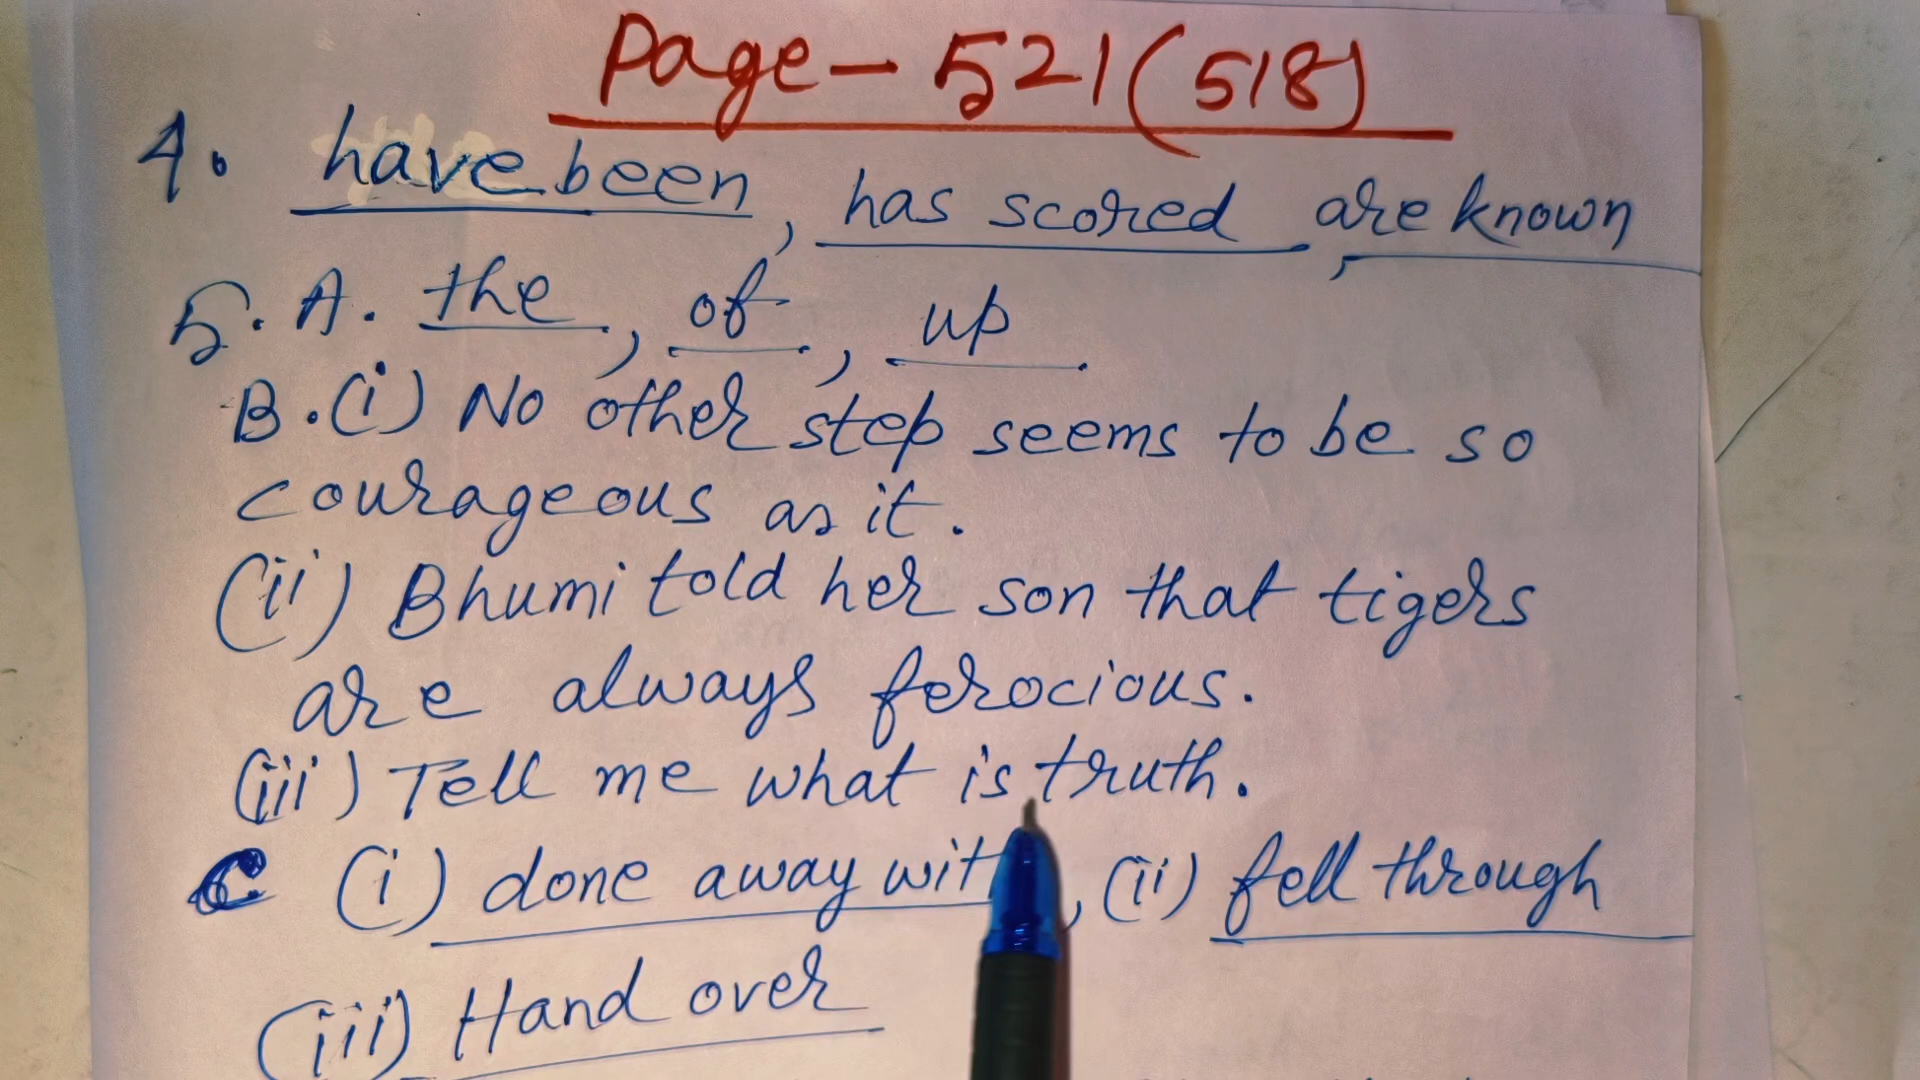 Page - 521 (518)
4. have been, has scored, are known
5. A. the, of, up.
B. (i) No other step seems to be so
courageous as it.
(ii) Bhumi told her son that tigers
are always ferocious.
(iii) Tell me what is truth.
C (i) done away with, (ii) fell through
(iii) Hand over